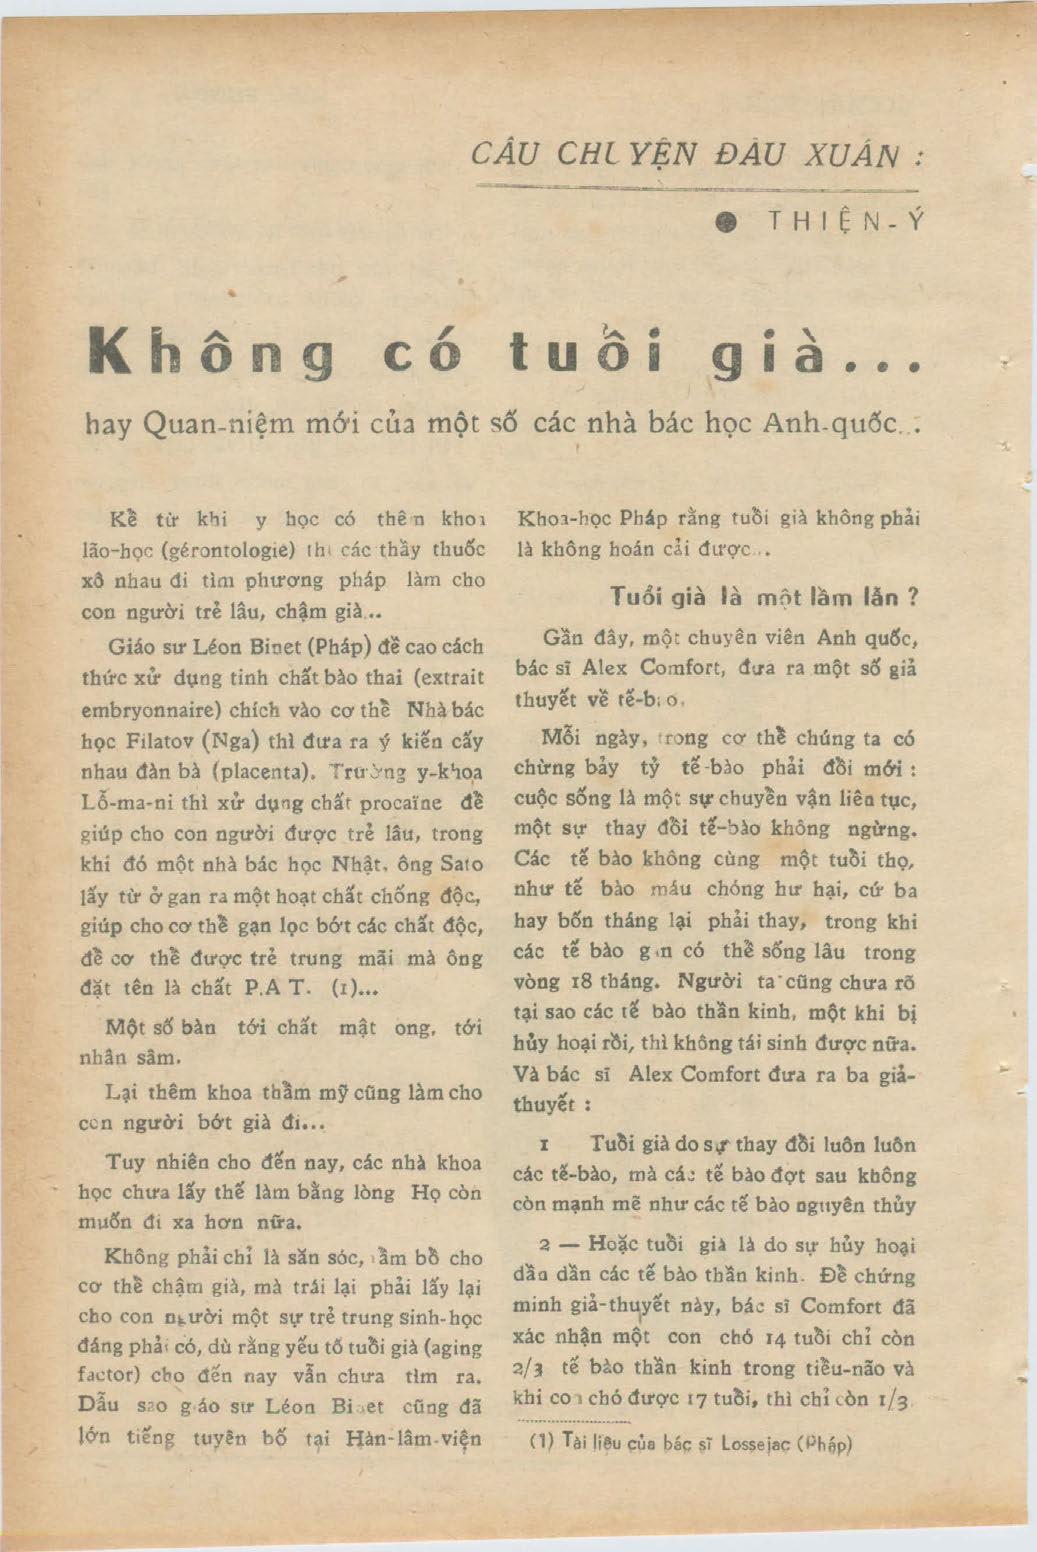 CÂU CHUYỆN ĐẦU XUÂN :
● THIỆN-Ý
Không có tuổi già...
hay Quan-niệm mới của một số các nhà bác học Anh-quốc...
Kể từ khi y học có thêm khoa
lão-học (gérontologie) thì các thầy thuốc
xô nhau đi tìm phương pháp làm cho
con người trẻ lâu, chậm già...
Giáo sư Léon Binet (Pháp) đề cao cách
thức xử dụng tinh chất bào thai (extrait
embryonnaire) chích vào cơ thể Nhà bác
học Filatov (Nga) thì đưa ra ý kiến cấy
nhau đàn bà (placenta). Trường y-khoa
Lỗ-ma-ni thì xử dụng chất procaïne để
giúp cho con người được trẻ lâu, trong
khi đó một nhà bác học Nhật, ông Sato
lấy từ ở gan ra một hoạt chất chống độc,
giúp cho cơ thể gạn lọc bớt các chất độc,
để cơ thể được trẻ trung mãi mà ông
đặt tên là chất P.A T. (1)...
Một số bàn tới chất mật ong, tới
nhân sâm.
Lại thêm khoa thẩm mỹ cũng làm cho
con người bớt già đi...
Tuy nhiên cho đến nay, các nhà khoa
học chưa lấy thế làm bằng lòng Họ còn
muốn đi xa hơn nữa.
Không phải chỉ là săn sóc, tẩm bổ cho
cơ thể chậm già, mà trái lại phải lấy lại
cho con người một sự trẻ trung sinh-học
đáng phải có, dù rằng yếu tố tuổi già (aging
factor) cho đến nay vẫn chưa tìm ra.
Dẫu sao giáo sư Léon Binet cũng đã
lớn tiếng tuyên bố tại Hàn-lâm-viện
Khoa-học Pháp rằng tuổi già không phải
là không hoán cải được...
Tuổi già là một lầm lẫn ?
Gần đây, một chuyên viên Anh quốc,
bác sĩ Alex Comfort, đưa ra một số giả
thuyết về tế-bào.
Mỗi ngày, trong cơ thể chúng ta có
chừng bảy tỷ tế-bào phải đổi mới :
cuộc sống là một sự chuyển vận liên tục,
một sự thay đổi tế-bào không ngừng.
Các tế bào không cùng một tuổi thọ,
như tế bào máu chóng hư hại, cứ ba
hay bốn tháng lại phải thay, trong khi
các tế bào gan có thể sống lâu trong
vòng 18 tháng. Người ta cũng chưa rõ
tại sao các tế bào thần kinh, một khi bị
hủy hoại rồi, thì không tái sinh được nữa.
Và bác sĩ Alex Comfort đưa ra ba giả-
thuyết :
1 Tuổi già do sự thay đổi luôn luôn
các tế-bào, mà các tế bào đợt sau không
còn mạnh mẽ như các tế bào nguyên thủy
2 — Hoặc tuổi già là do sự hủy hoại
dần dần các tế bào thần kinh. Để chứng
minh giả-thuyết này, bác sĩ Comfort đã
xác nhận một con chó 14 tuổi chỉ còn
2/3 tế bào thần kinh trong tiểu-não và
khi con chó được 17 tuổi, thì chỉ còn 1/3.
(1) Tài liệu của bác sĩ Lossejac (Pháp)